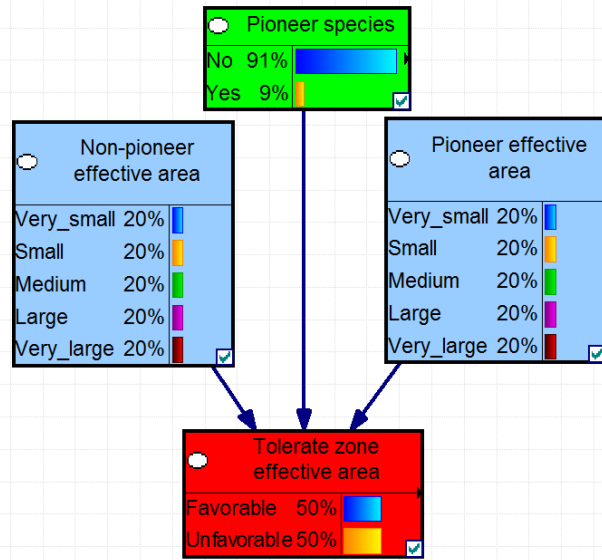 Pioneer species
No 91%
Yes 9%
Non-pioneer
effective area
Very_small 20%
Small 20%
Medium 20%
Large 20%
Very_large 20%
Pioneer effective
area
Very_small 20%
Small 20%
Medium 20%
Large 20%
Very_large 20%
Tolerate zone
effective area
Favorable 50%
Unfavorable 50%